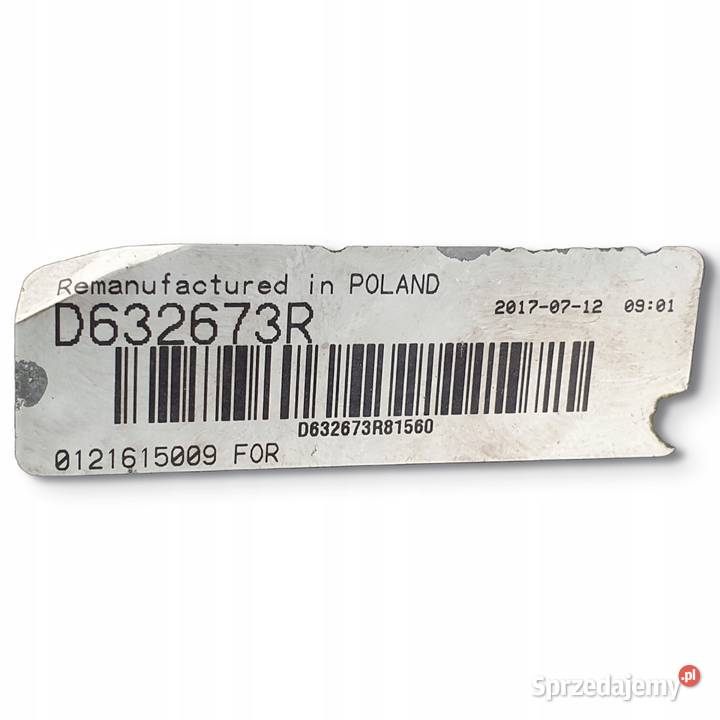 Remanufactured in POLAND
D632673R
2017-07-12 09:01
D632673R81560
0121615009 FOR
Sprzedajemy.pl